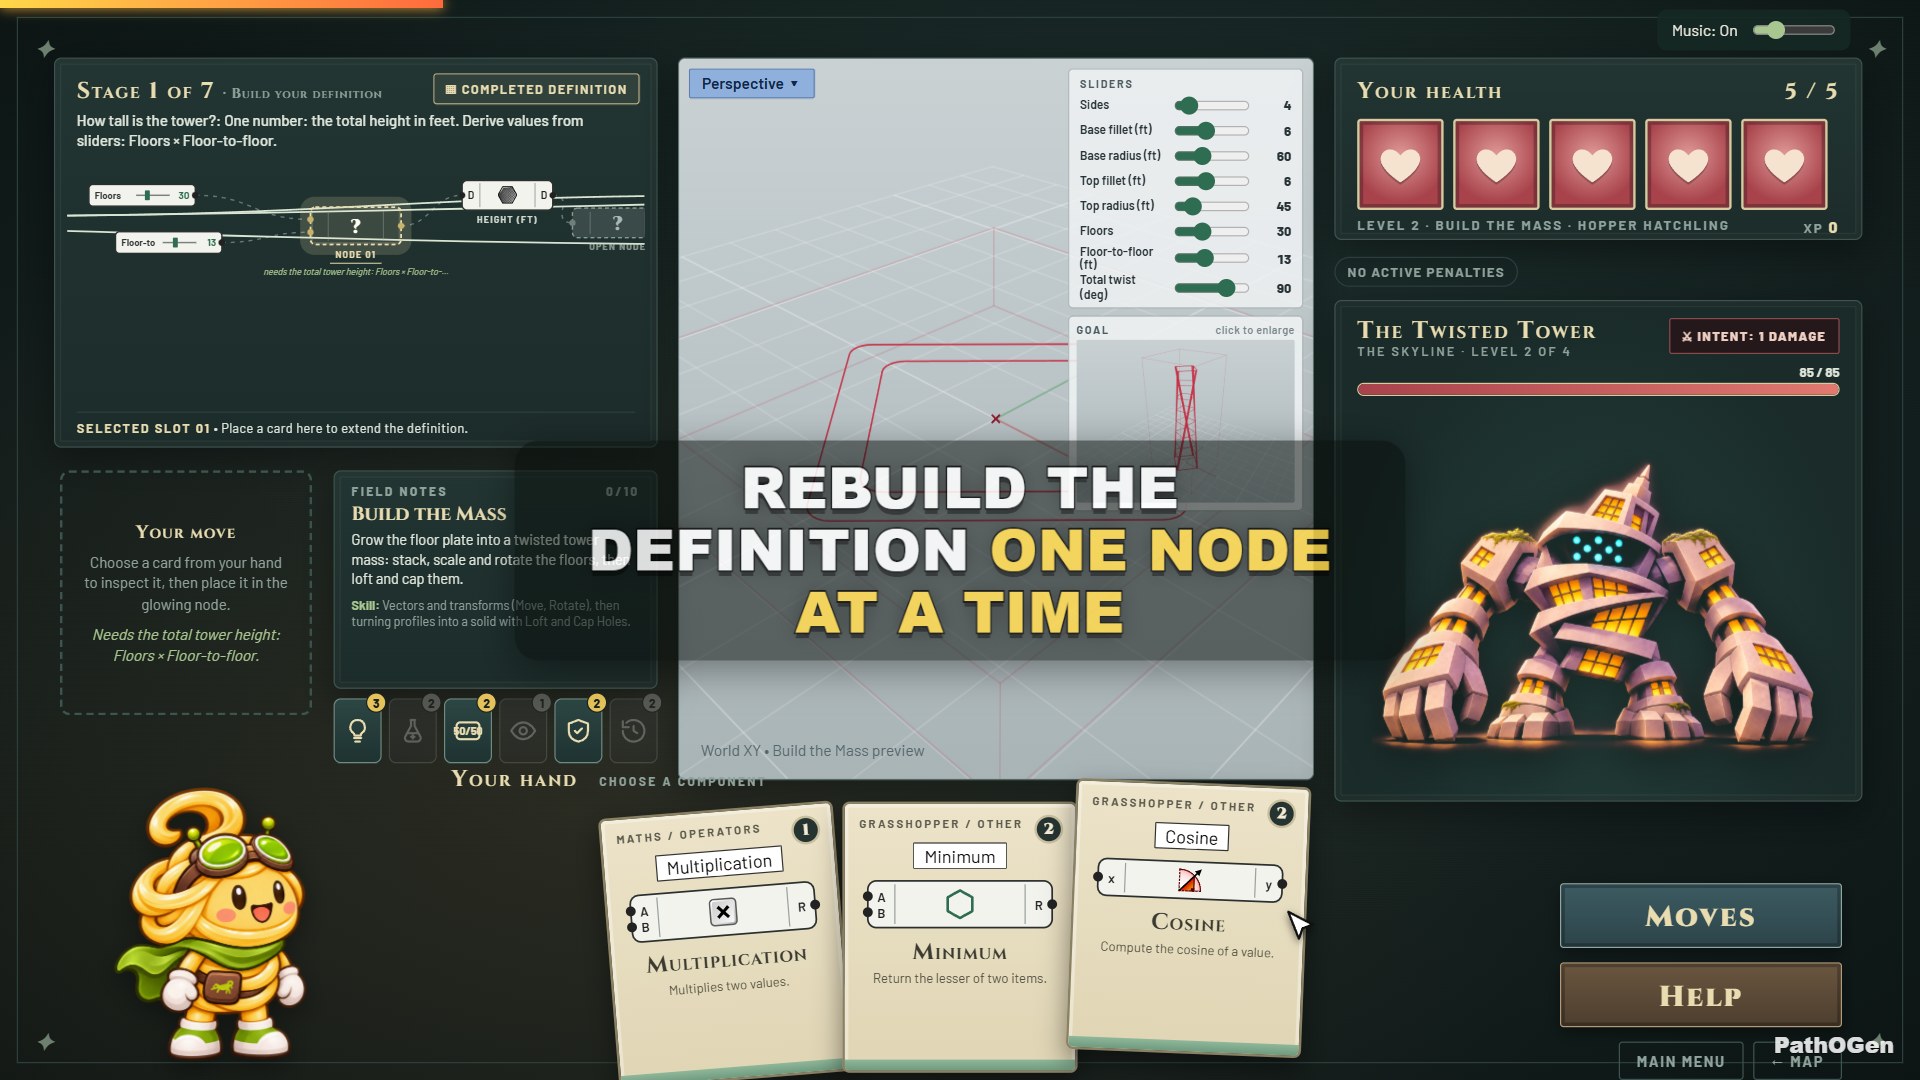 Music: On
Stage 1 of 7 · Build your definition
COMPLETED DEFINITION
How tall is the tower?: One number: the total height in feet. Derive values from
sliders: Floors × Floor-to-floor.
Floors 30
Floor-to 13
?
NODE 01
needs the total tower height: Floors × Floor-to-...
D D
HEIGHT (FT)
?
OPEN NODE
SELECTED SLOT 01 • Place a card here to extend the definition.
Perspective ▼
SLIDERS
Sides 4
Base fillet (ft) 6
Base radius (ft) 60
Top fillet (ft) 6
Top radius (ft) 45
Floors 30
Floor-to-floor
(ft) 13
Total twist
(deg) 90
GOAL click to enlarge
World XY • Build the Mass preview
Your health 5 / 5
LEVEL 2 · BUILD THE MASS · HOPPER HATCHLING
XP 0
NO ACTIVE PENALTIES
The Twisted Tower
THE SKYLINE · LEVEL 2 OF 4
INTENT: 1 DAMAGE
85 / 85
REBUILD THE
DEFINITION ONE NODE
AT A TIME
Your move
Choose a card from your hand
to inspect it, then place it in the
glowing node.
Needs the total tower height:
Floors × Floor-to-floor.
FIELD NOTES 0/10
Build the Mass
Grow the floor plate into a twisted tower
mass: stack, scale and rotate the floors, then
loft and cap them.
Skill: Vectors and transforms (Move, Rotate), then
turning profiles into a solid with Loft and Cap Holes.
3 2 2 1 2 2
50/50
Your hand CHOOSE A COMPONENT
MATHS / OPERATORS 1
Multiplication
A
B
R
Multiplication
Multiplies two values.
GRASSHOPPER / OTHER 2
Minimum
A
B
R
Minimum
Return the lesser of two items.
GRASSHOPPER / OTHER 2
Cosine
x y
Cosine
Compute the cosine of a value.
Moves
Help
MAIN MENU
← MAP
PathOGen